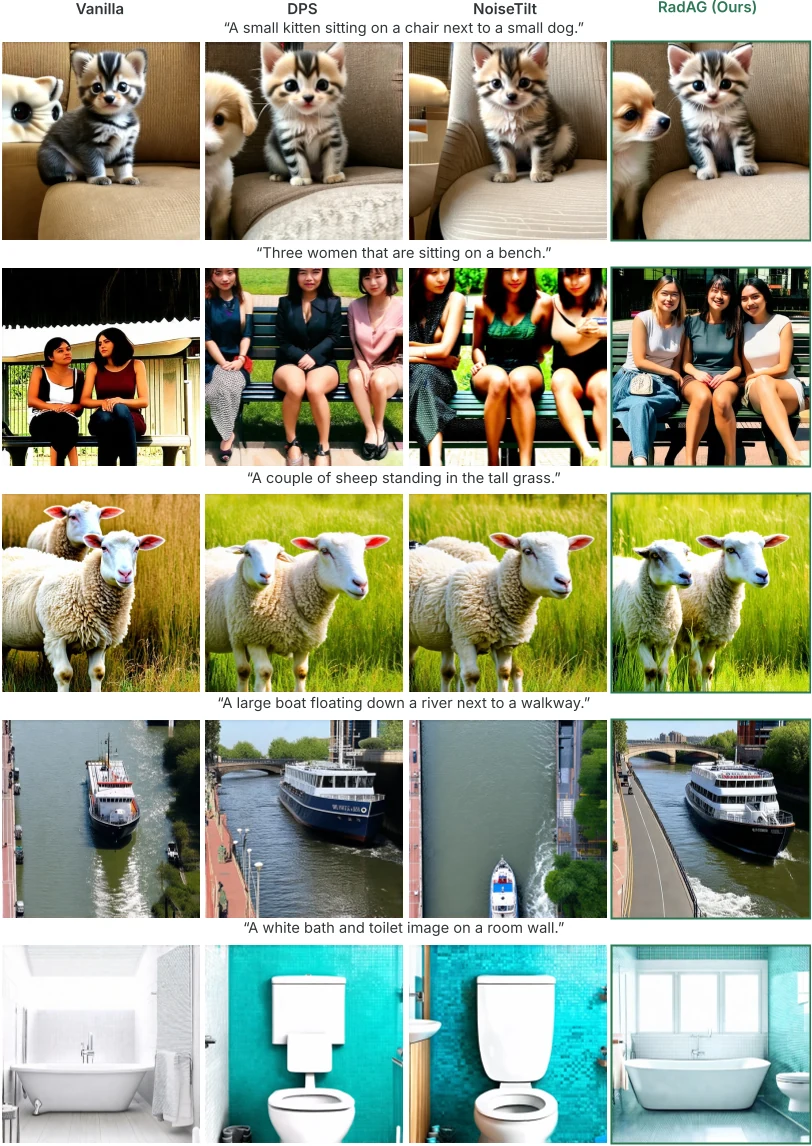 Vanilla DPS NoiseTilt RadAG (Ours)
“A small kitten sitting on a chair next to a small dog.”
“Three women that are sitting on a bench.”
“A couple of sheep standing in the tall grass.”
“A large boat floating down a river next to a walkway.”
“A white bath and toilet image on a room wall.”